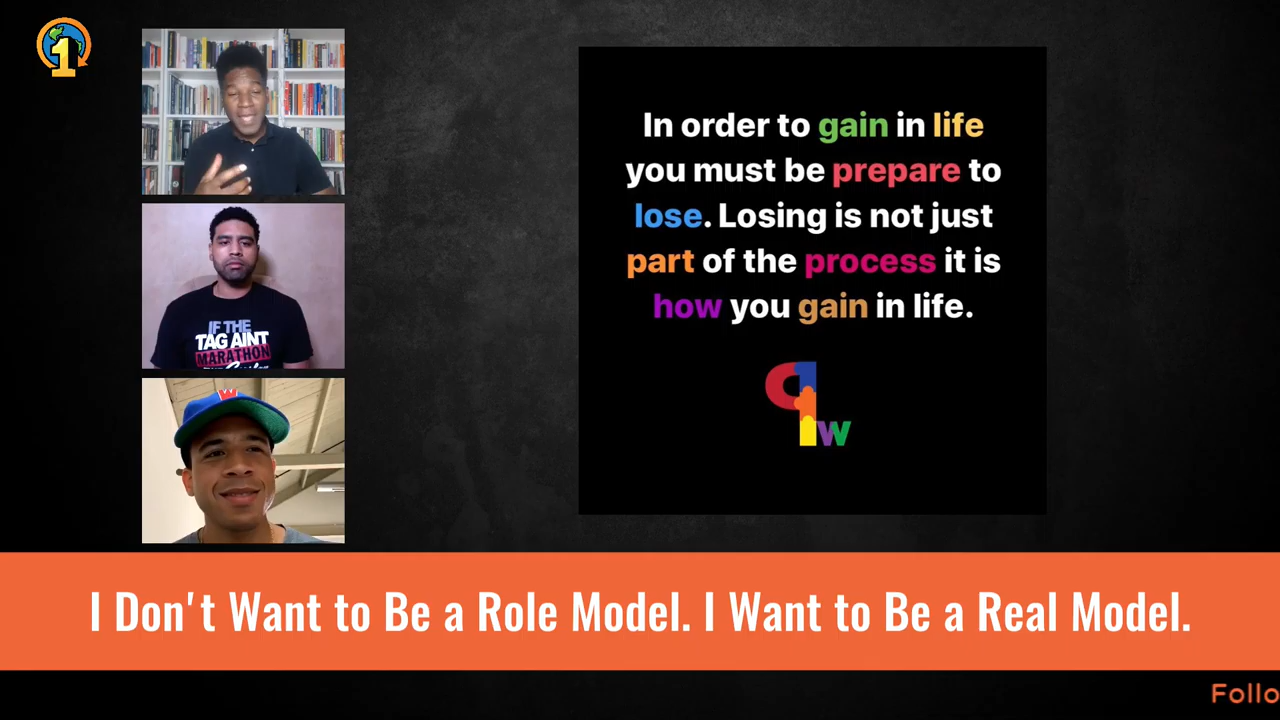 1
IF THE
TAG AINT
MARATHON
In order to gain in life
you must be prepare to
lose. Losing is not just
part of the process it is
how you gain in life.
q1w
I Don't Want to Be a Role Model. I Want to Be a Real Model.
Follo